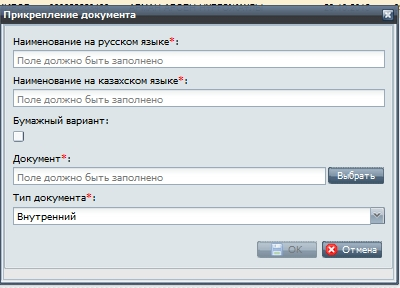 Прикрепление документа
Наименование на русском языке*:
Поле должно быть заполнено
Наименование на казахском языке*:
Поле должно быть заполнено
Бумажный вариант:
Документ*:
Поле должно быть заполнено Выбрать
Тип документа*:
Внутренний
OK Отмена